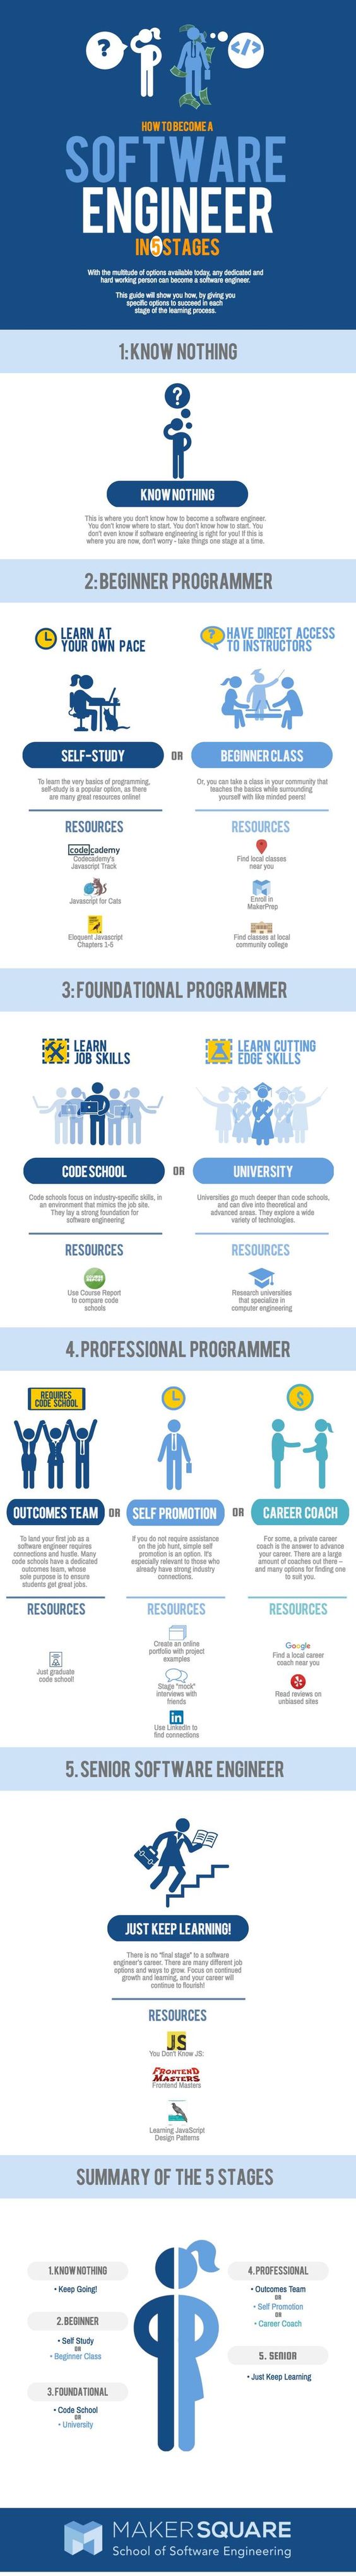 ?
</>
HOW TO BECOME A
SOFTWARE
ENGINEER
IN 5 STAGES
With the multitude of options available today, any dedicated and
hard working person can become a software engineer.
This guide will show you how, by giving you
specific options to succeed in each
stage of the learning process.
1: KNOW NOTHING
?
KNOW NOTHING
This is where you don't know how to become a software engineer.
You don't know where to start. You don't know how to start. You
don't even know if software engineering is right for you! If this is
where you are now, don't worry - take things one stage at a time.
2: BEGINNER PROGRAMMER
LEARN AT
YOUR OWN PACE
SELF-STUDY
To learn the very basics of programming,
self-study is a popular option, as there
are many great resources online!
RESOURCES
codecademy
Codecademy's
Javascript Track
Javascript for Cats
Eloquent Javascript
Chapters 1-5
OR
?
HAVE DIRECT ACCESS
TO INSTRUCTORS
BEGINNER CLASS
Or, you can take a class in your community that
teaches the basics while surrounding
yourself with like minded peers!
RESOURCES
Find local classes
near you
Enroll in
MakerPrep
Find classes at local
community college
3: FOUNDATIONAL PROGRAMMER
LEARN
JOB SKILLS
CODE SCHOOL
Code schools focus on industry-specific skills, in
an environment that mimics the job site.
They lay a strong foundation for
software engineering
RESOURCES
COURSE
REPORT
Use Course Report
to compare code
schools
OR
LEARN CUTTING
EDGE SKILLS
UNIVERSITY
Universities go much deeper than code schools,
and can dive into theoretical and
advanced areas. They explore a wide
variety of technologies.
RESOURCES
Research universities
that specialize in
computer engineering
4. PROFESSIONAL PROGRAMMER
REQUIRES
CODE SCHOOL
OUTCOMES TEAM
To land your first job as a
software engineer requires
connections and hustle. Many
code schools have a dedicated
outcomes team, whose
sole purpose is to ensure
students get great jobs.
RESOURCES
Just graduate
code school!
OR
SELF PROMOTION
If you do not require assistance
on the job hunt, simple self
promotion is an option. It's
especially relevant to those who
already have strong industry
connections.
RESOURCES
Create an online
portfolio with project
examples
Stage "mock"
interviews with
friends
in
Use LinkedIn to
find connections
OR
$
CAREER COACH
For some, a private career
coach is the answer to advance
your career. There are a large
amount of coaches out there –
and many options for finding one
to suit you.
RESOURCES
Google
Find a local career
coach near you
Read reviews on
unbiased sites
5. SENIOR SOFTWARE ENGINEER
JUST KEEP LEARNING!
There is no "final stage" to a software
engineer's career. There are many different job
options and ways to grow. Focus on continued
growth and learning, and your career will
continue to flourish!
RESOURCES
JS
You Don't Know JS:
FRONTEND
MASTERS
Frontend Masters
Learning JavaScript
Design Patterns
SUMMARY OF THE 5 STAGES
1. KNOW NOTHING
• Keep Going!
2. BEGINNER
• Self Study
OR
• Beginner Class
3. FOUNDATIONAL
• Code School
OR
• University
4. PROFESSIONAL
• Outcomes Team
OR
• Self Promotion
OR
• Career Coach
5. SENIOR
• Just Keep Learning
MAKERSQUARE
School of Software Engineering